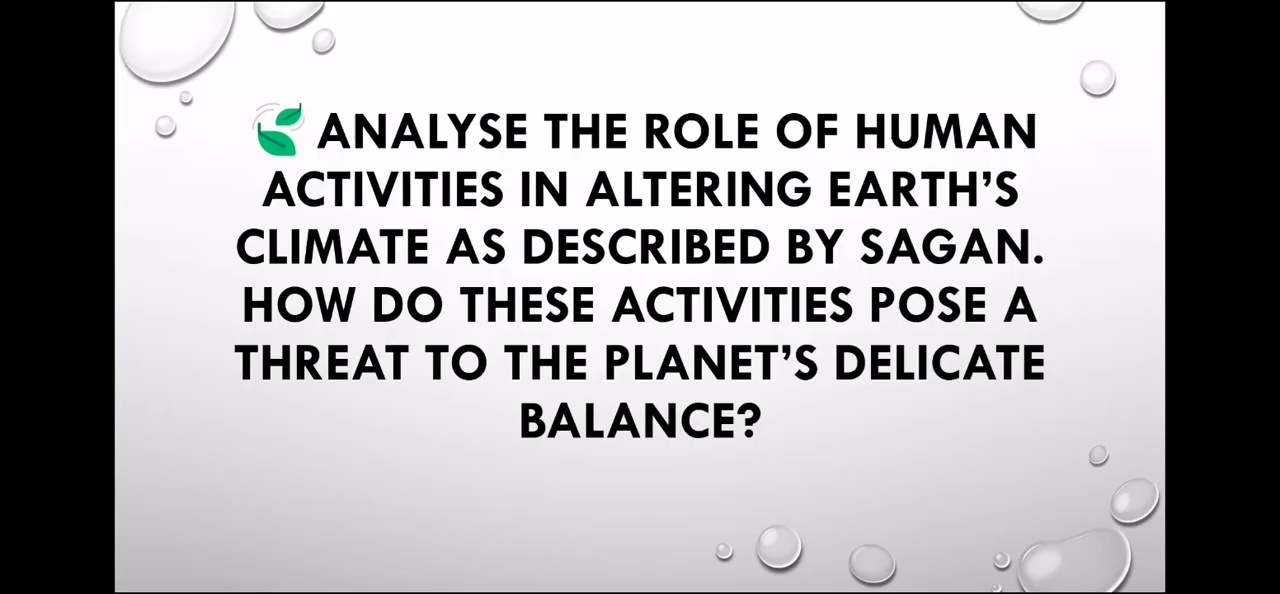 ANALYSE THE ROLE OF HUMAN
ACTIVITIES IN ALTERING EARTH’S
CLIMATE AS DESCRIBED BY SAGAN.
HOW DO THESE ACTIVITIES POSE A
THREAT TO THE PLANET’S DELICATE
BALANCE?